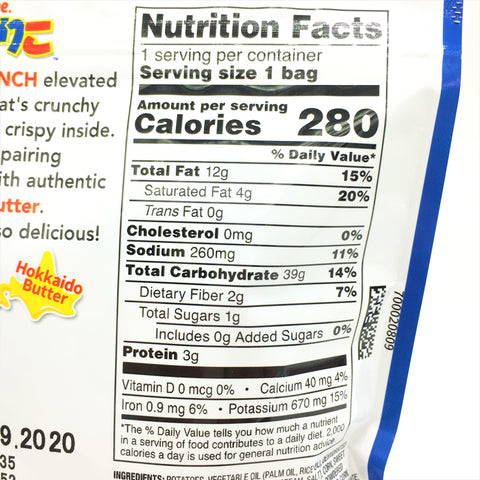 NCH elevated
at's crunchy
crispy inside.
pairing
ith authentic
utter.
so delicious!
Hokkaido
Butter
9.2020
35
52
Nutrition Facts
1 serving per container
Serving size 1 bag
Amount per serving
Calories 280
% Daily Value*
Total Fat 12g 15%
Saturated Fat 4g 20%
Trans Fat 0g
Cholesterol 0mg 0%
Sodium 260mg 11%
Total Carbohydrate 39g 14%
Dietary Fiber 2g 7%
Total Sugars 1g
Includes 0g Added Sugars 0%
Protein 3g
Vitamin D 0 mcg 0% • Calcium 40 mg 4%
Iron 0.9 mg 6% • Potassium 670 mg 15%
*The % Daily Value tells you how much a nutrient
in a serving of food contributes to a daily diet. 2,000
calories a day is used for general nutrition advice.
INGREDIENTS: POTATOES, VEGETABLE OIL (PALM OIL, RICE OIL
700020809